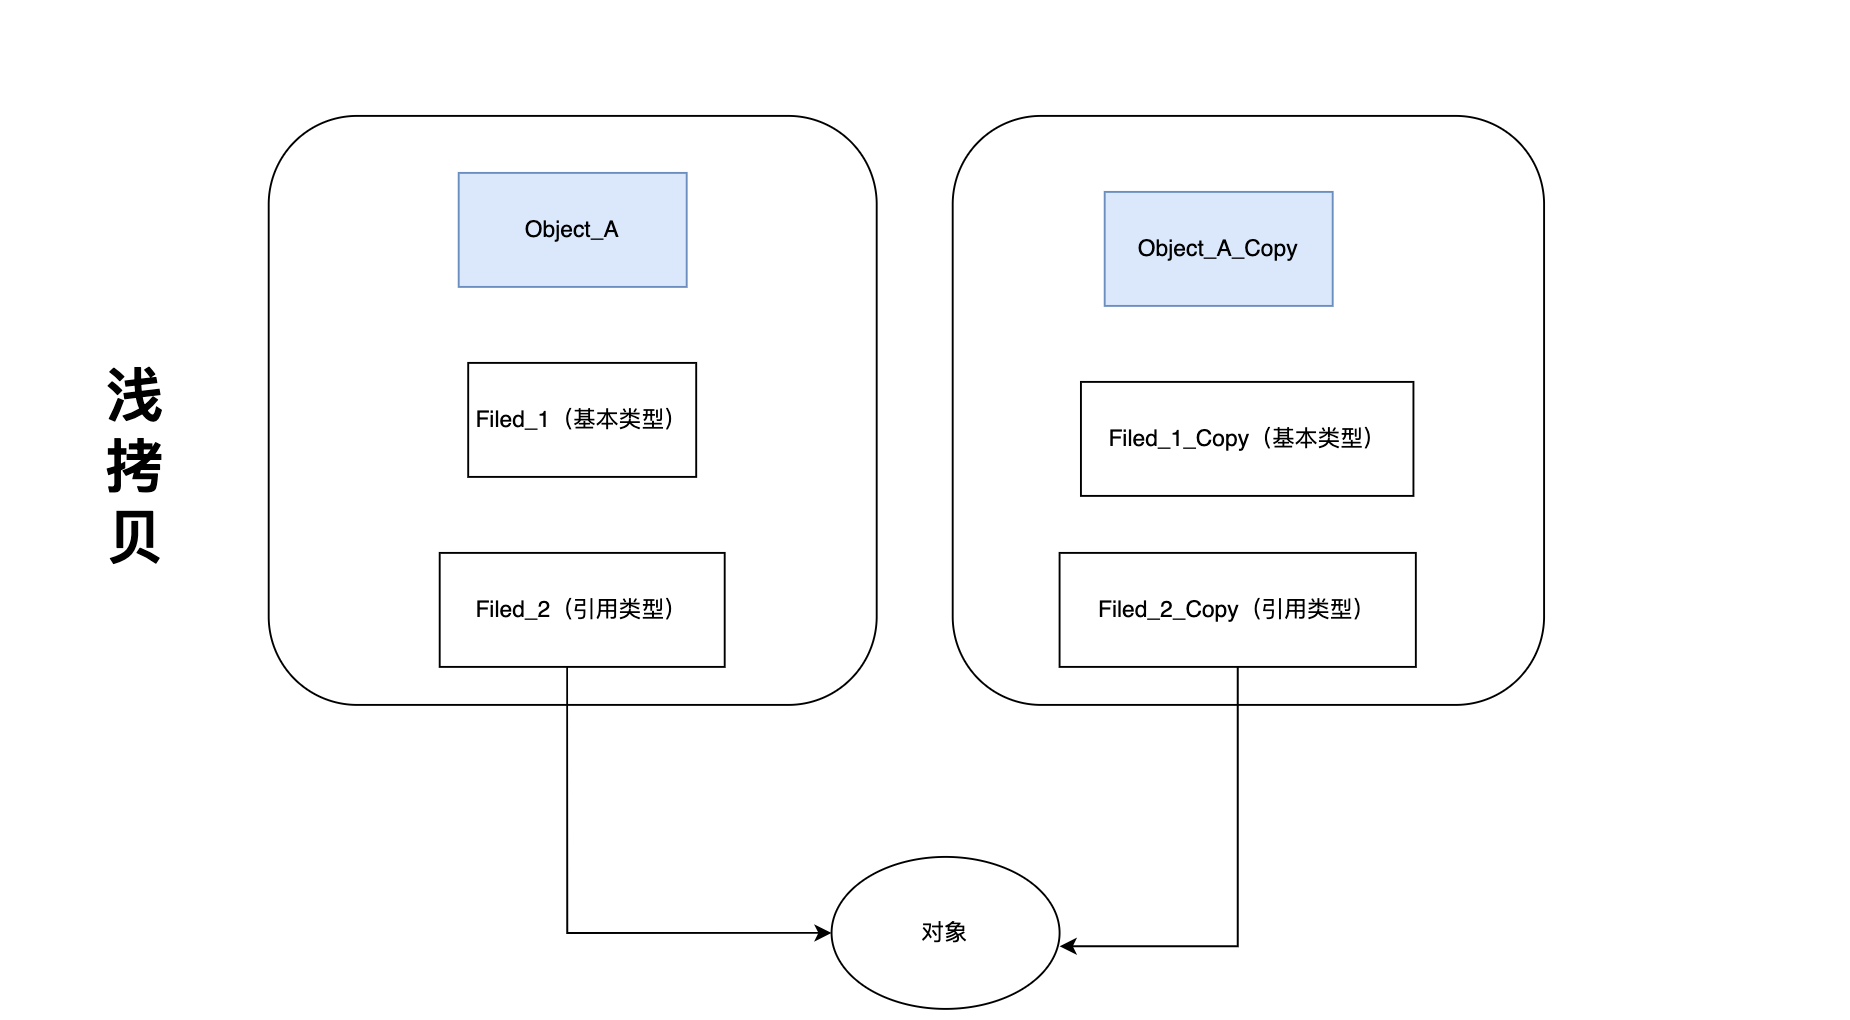 浅
拷
贝
Object_A
Filed_1（基本类型）
Filed_2（引用类型）
Object_A_Copy
Filed_1_Copy（基本类型）
Filed_2_Copy（引用类型）
对象